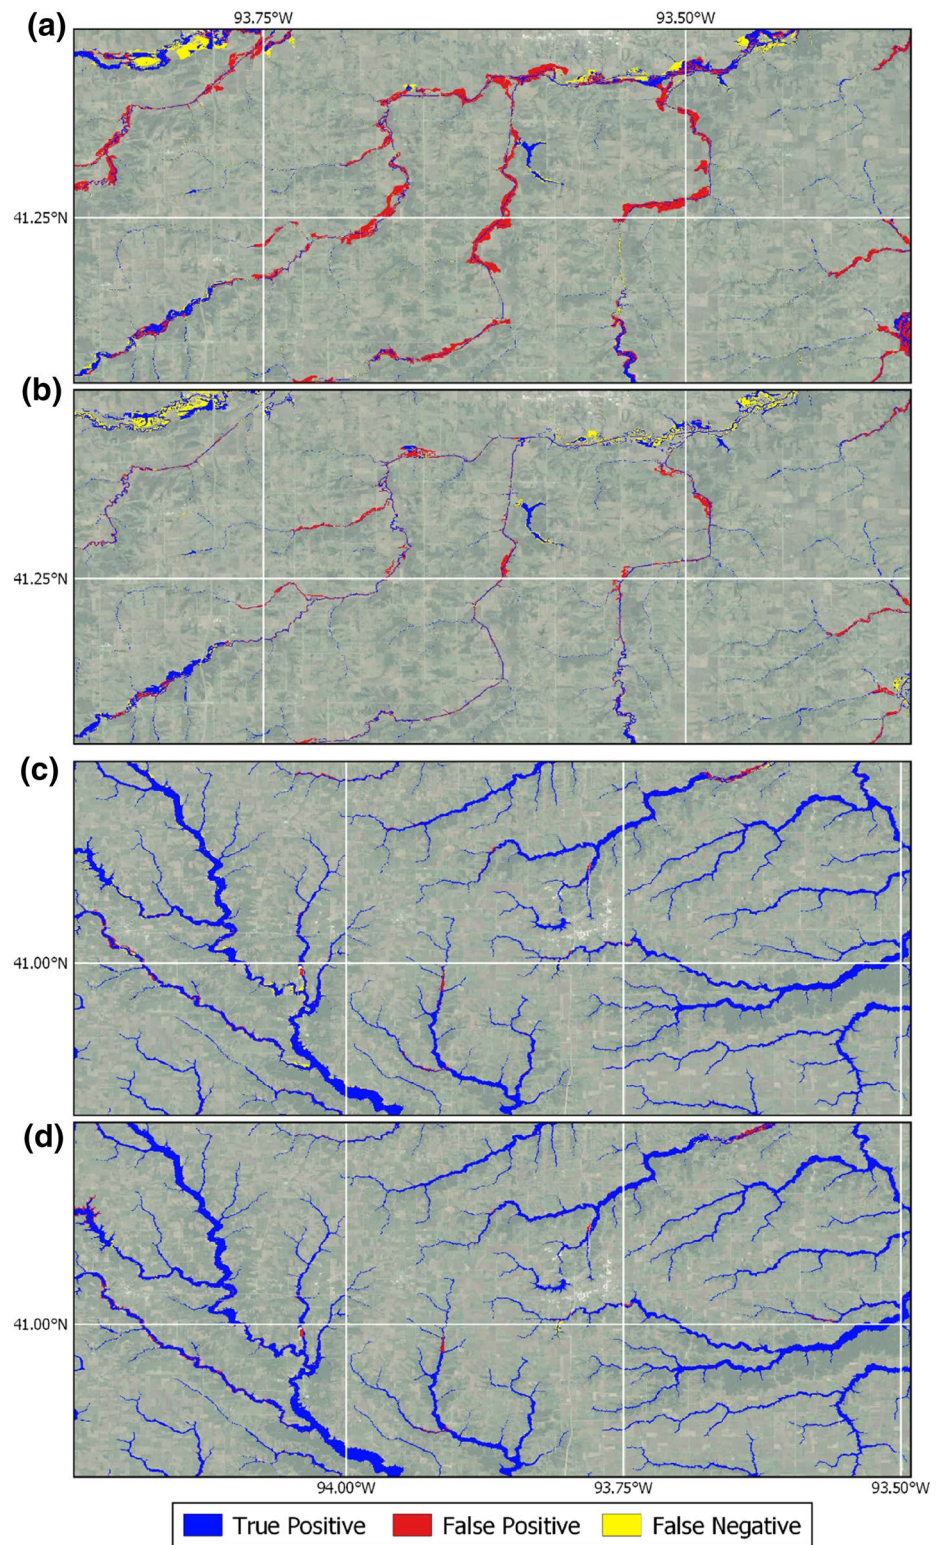 (a)
93.75°W
93.50°W
41.25°N
(b)
41.25°N
(c)
41.00°N
(d)
41.00°N
94.00°W
93.75°W
93.50°W
True Positive
False Positive
False Negative